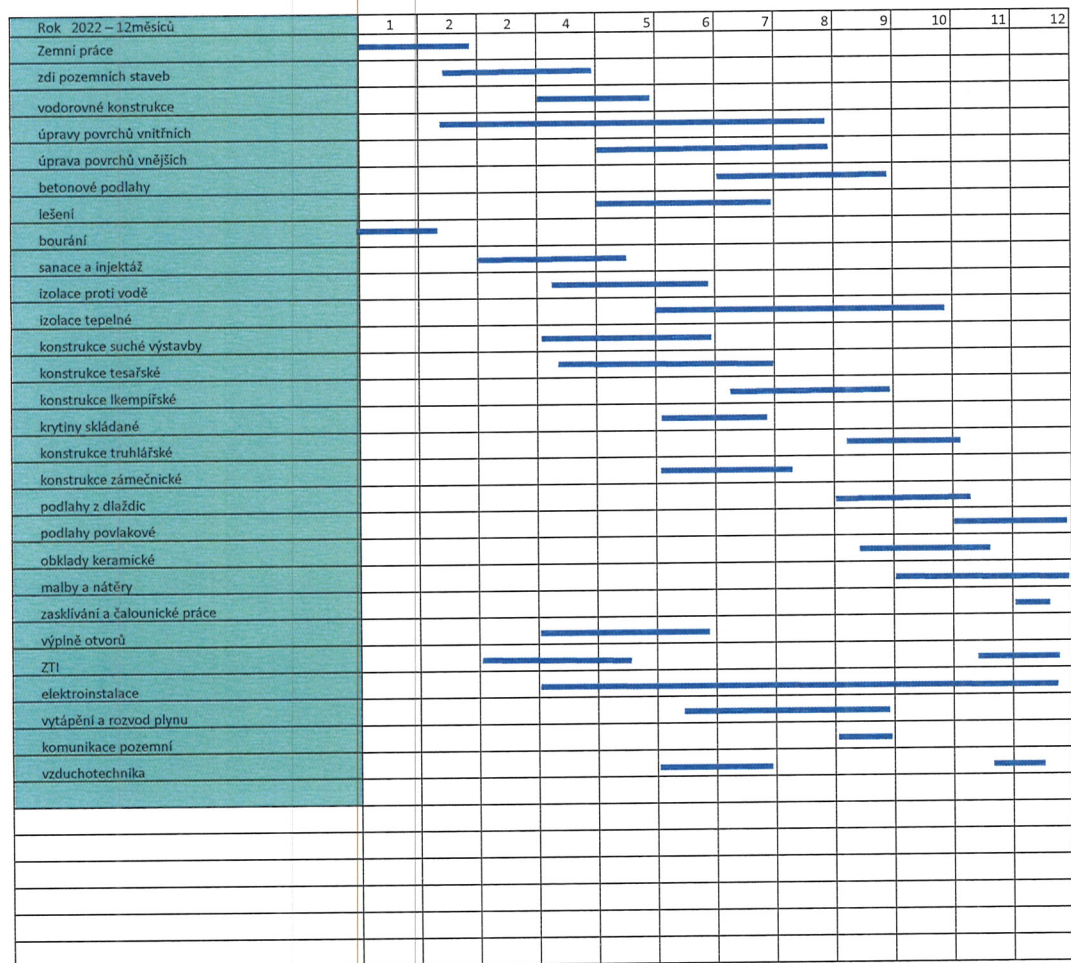 Rok 2022 – 12měsíců 1 2 2 4 5 6 7 8 9 10 11 12
Zemní práce
zdi pozemních staveb
vodorovné konstrukce
úpravy povrchů vnitřních
úprava povrchů vnějších
betonové podlahy
lešení
bourání
sanace a injektáž
izolace proti vodě
izolace tepelné
konstrukce suché výstavby
konstrukce tesařské
konstrukce lkempířské
krytiny skládané
konstrukce truhlářské
konstrukce zámečnické
podlahy z dlaždic
podlahy povlakové
obklady keramické
malby a nátěry
zasklívání a čalounické práce
výplně otvorů
ZTI
elektroinstalace
vytápění a rozvod plynu
komunikace pozemní
vzduchotechnika